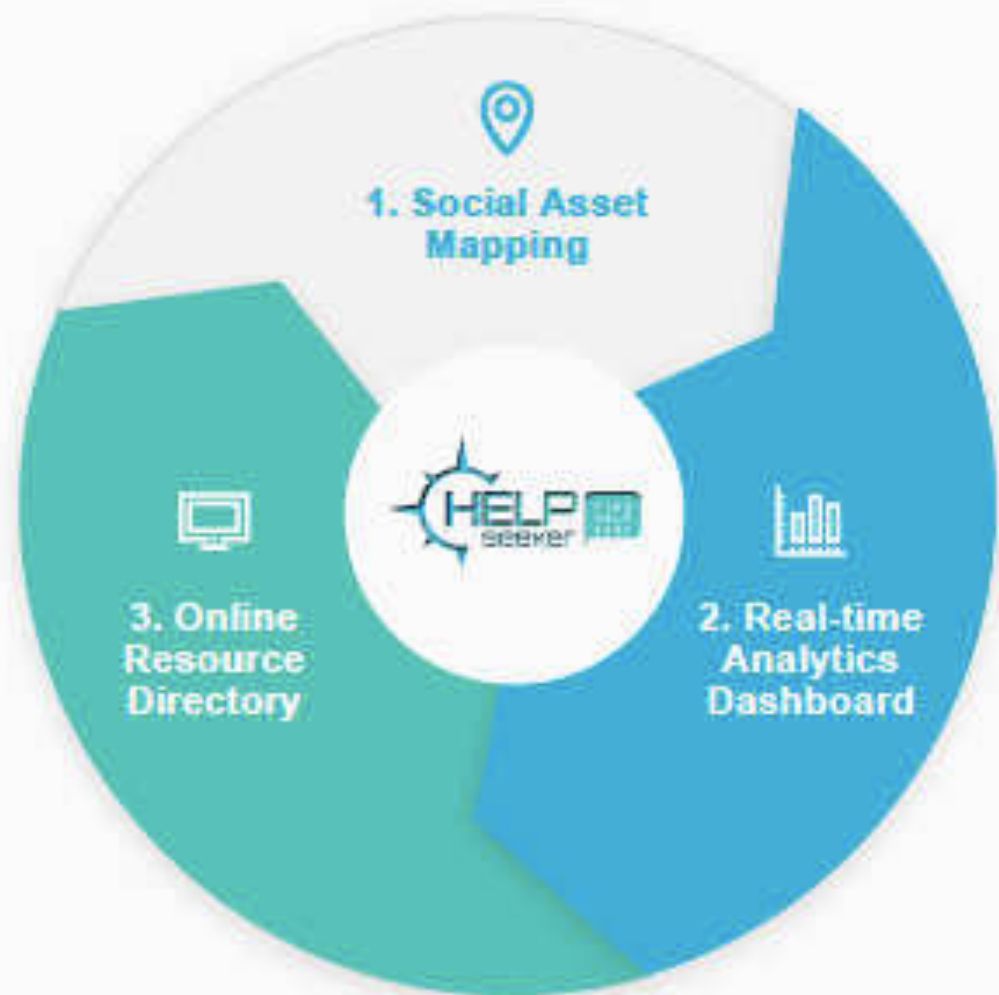 1. Social Asset
Mapping
HELP
seeker
2. Real-time
Analytics
Dashboard
3. Online
Resource
Directory